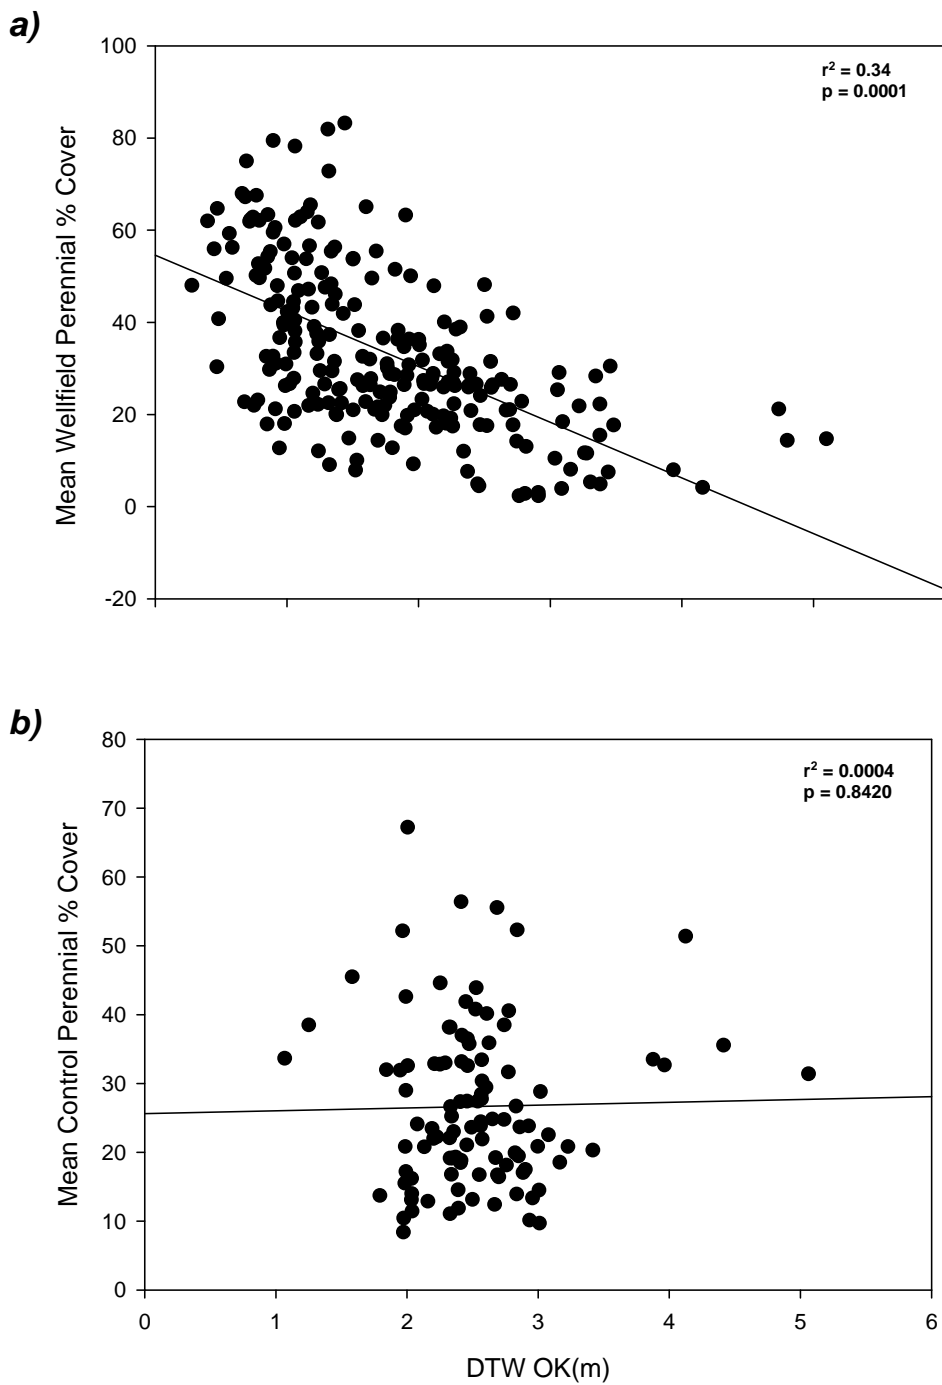 a)
100
80
60
40
20
0
-20
Mean Wellfield Perennial % Cover
r² = 0.34
p = 0.0001
b)
80
70
60
50
40
30
20
10
0
Mean Control Perennial % Cover
r² = 0.0004
p = 0.8420
0 1 2 3 4 5 6
DTW OK(m)